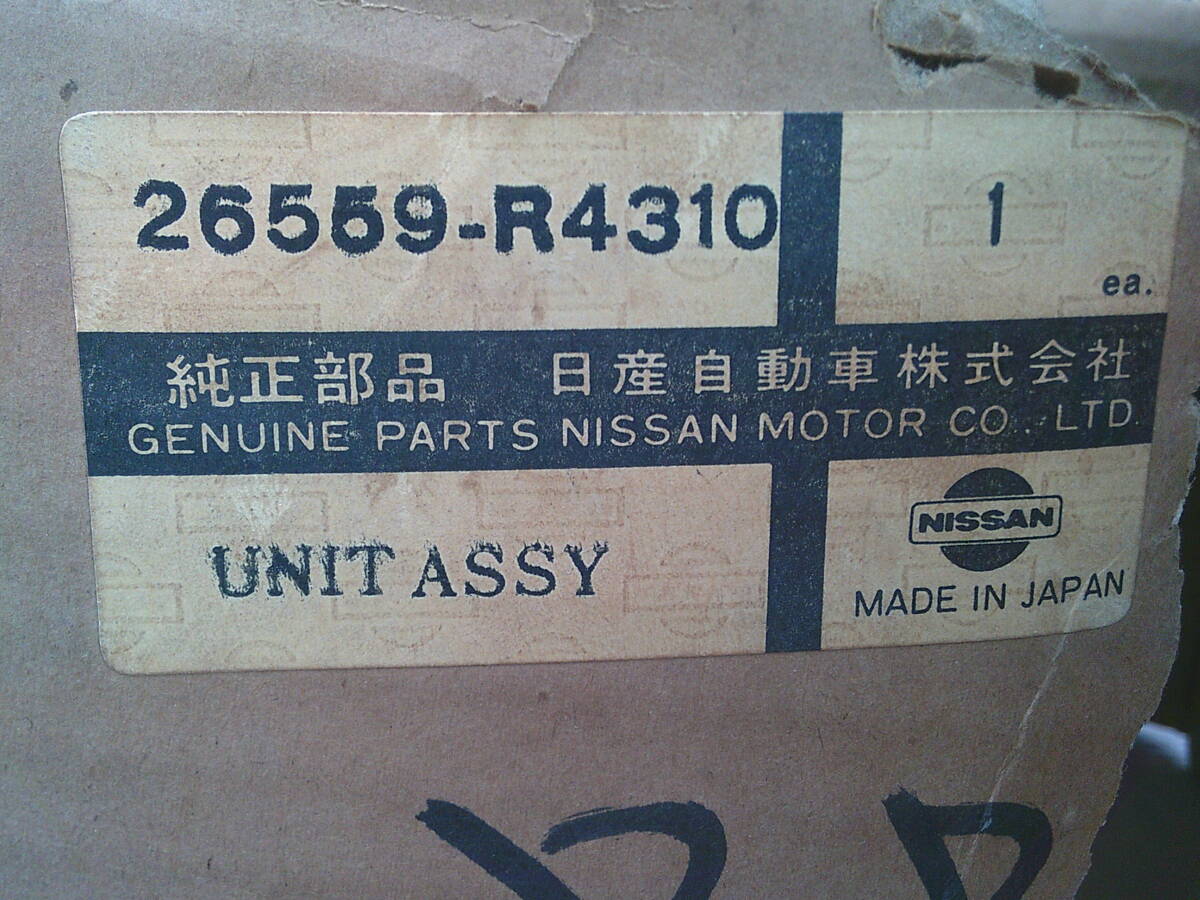 26559-R4310
1
ea.
純正部品 日産自動車株式会社
GENUINE PARTS NISSAN MOTOR CO., LTD.
UNIT ASSY
NISSAN
MADE IN JAPAN